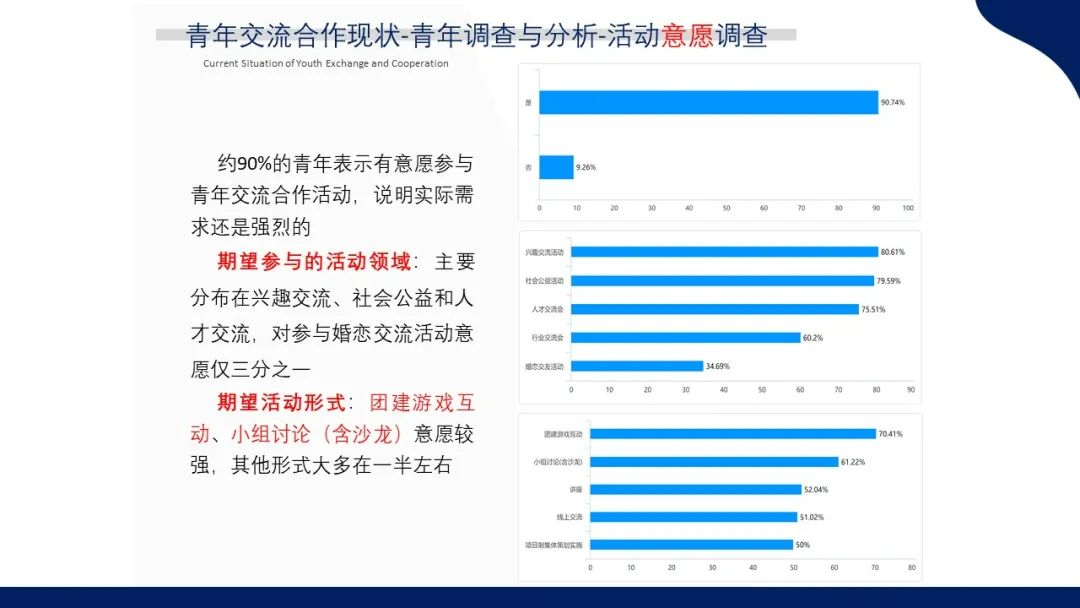 青年交流合作现状-青年调查与分析-活动意愿调查
Current Situation of Youth Exchange and Cooperation
约90%的青年表示有意愿参与
青年交流合作活动，说明实际需
求还是强烈的
期望参与的活动领域：主要
分布在兴趣交流、社会公益和人
才交流，对参与婚恋交流活动意
愿仅三分之一
期望活动形式：团建游戏互
动、小组讨论（含沙龙）意愿较
强，其他形式大多在一半左右
是 90.74%
否 9.26%
0 10 20 30 40 50 60 70 80 90 100
兴趣交流活动 80.61%
社会公益活动 79.59%
人才交流会 75.51%
行业交流会 60.2%
婚恋交友活动 34.69%
0 10 20 30 40 50 60 70 80 90
团建游戏互动 70.41%
小组讨论(含沙龙) 61.22%
讲座 52.04%
线上交流 51.02%
项目制集体策划实施 50%
0 10 20 30 40 50 60 70 80